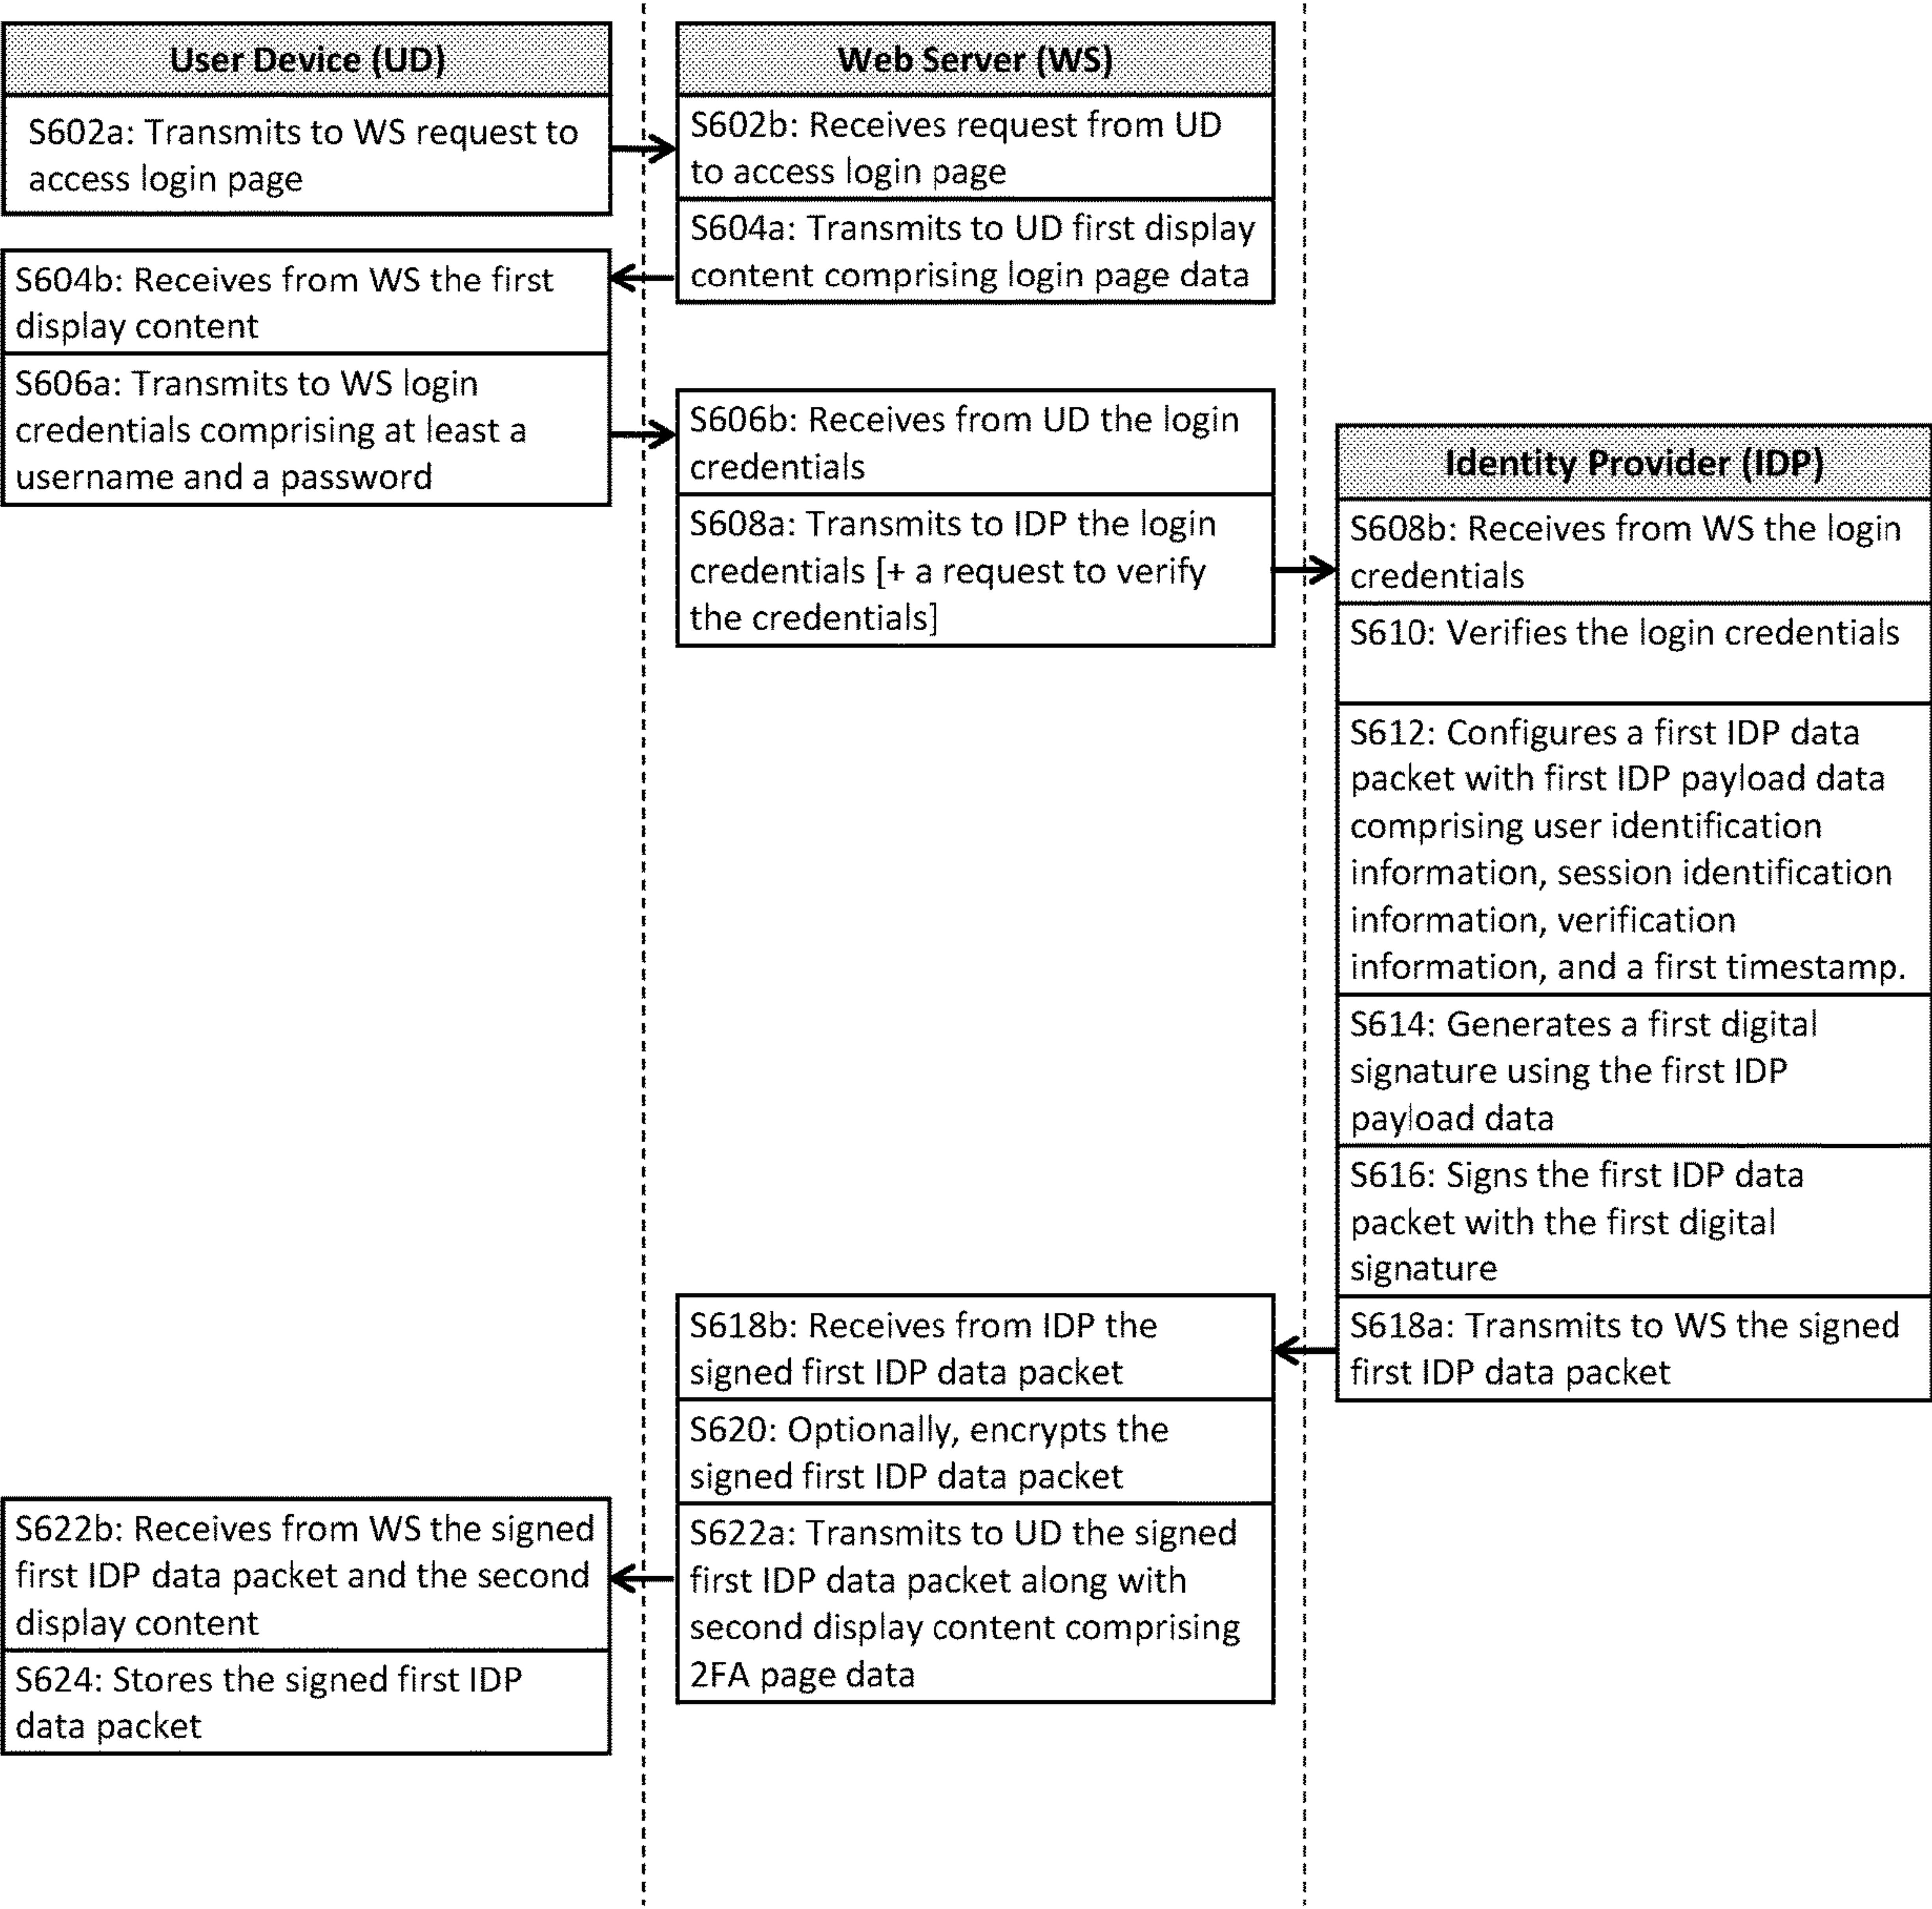 User Device (UD)
S602a: Transmits to WS request to
access login page
S604b: Receives from WS the first
display content
S606a: Transmits to WS login
credentials comprising at least a
username and a password
S622b: Receives from WS the signed
first IDP data packet and the second
display content
S624: Stores the signed first IDP
data packet
Web Server (WS)
S602b: Receives request from UD
to access login page
S604a: Transmits to UD first display
content comprising login page data
S606b: Receives from UD the login
credentials
S608a: Transmits to IDP the login
credentials [+ a request to verify
the credentials]
S618b: Receives from IDP the
signed first IDP data packet
S620: Optionally, encrypts the
signed first IDP data packet
S622a: Transmits to UD the signed
first IDP data packet along with
second display content comprising
2FA page data
Identity Provider (IDP)
S608b: Receives from WS the login
credentials
S610: Verifies the login credentials
S612: Configures a first IDP data
packet with first IDP payload data
comprising user identification
information, session identification
information, verification
information, and a first timestamp.
S614: Generates a first digital
signature using the first IDP
payload data
S616: Signs the first IDP data
packet with the first digital
signature
S618a: Transmits to WS the signed
first IDP data packet